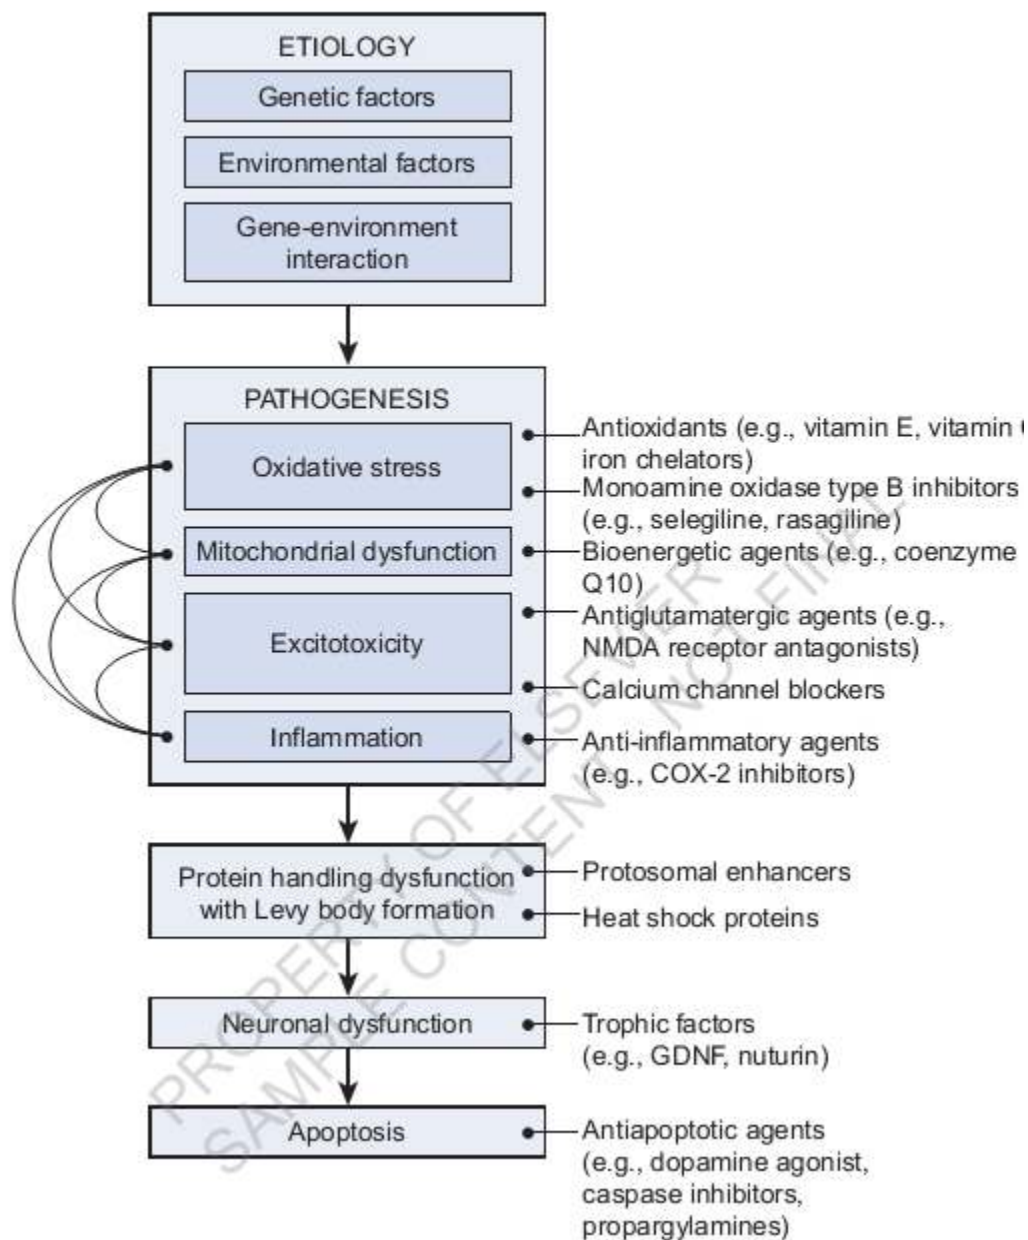 ETIOLOGY
Genetic factors
Environmental factors
Gene-environment
interaction
PATHOGENESIS
Oxidative stress
Mitochondrial dysfunction
Excitotoxicity
Inflammation
Antioxidants (e.g., vitamin E, vitamin
iron chelators)
Monoamine oxidase type B inhibitors
(e.g., selegiline, rasagiline)
Bioenergetic agents (e.g., coenzyme
Q10)
Antiglutamatergic agents (e.g.,
NMDA receptor antagonists)
Calcium channel blockers
Anti-inflammatory agents
(e.g., COX-2 inhibitors)
Protein handling dysfunction
with Levy body formation
Protosomal enhancers
Heat shock proteins
Neuronal dysfunction
Trophic factors
(e.g., GDNF, nuturin)
Apoptosis
Antiapoptotic agents
(e.g., dopamine agonist,
caspase inhibitors,
propargylamines)
PROPERTY OF ELSEVIER
SAMPLE CONTENT - NOT FINAL